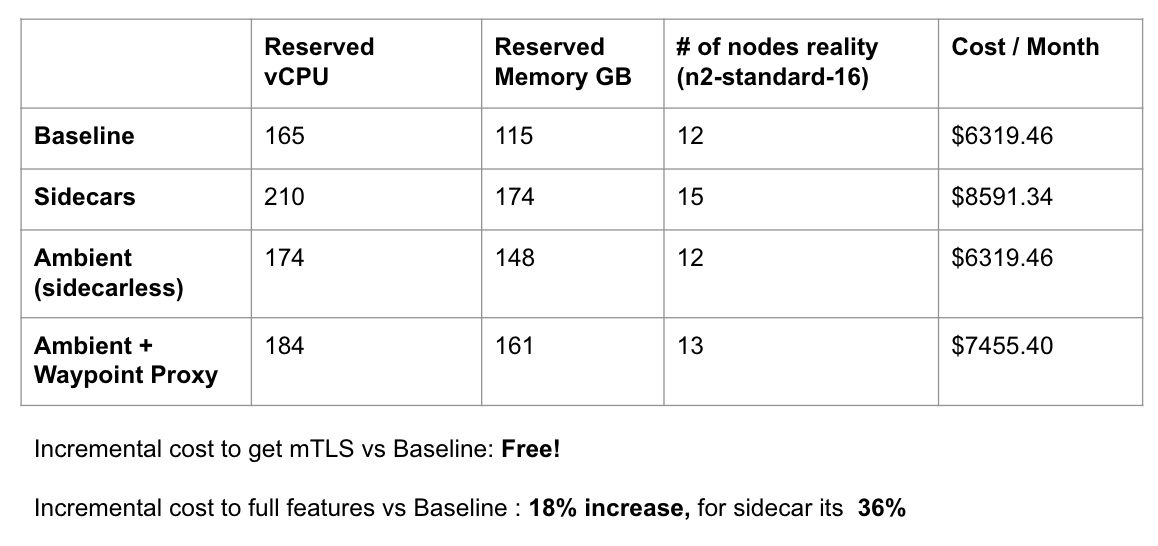 Reserved vCPU Reserved Memory GB # of nodes reality (n2-standard-16) Cost / Month
Baseline 165 115 12 $6319.46
Sidecars 210 174 15 $8591.34
Ambient (sidecarless) 174 148 12 $6319.46
Ambient + Waypoint Proxy 184 161 13 $7455.40
Incremental cost to get mTLS vs Baseline: Free!
Incremental cost to full features vs Baseline : 18% increase, for sidecar its 36%